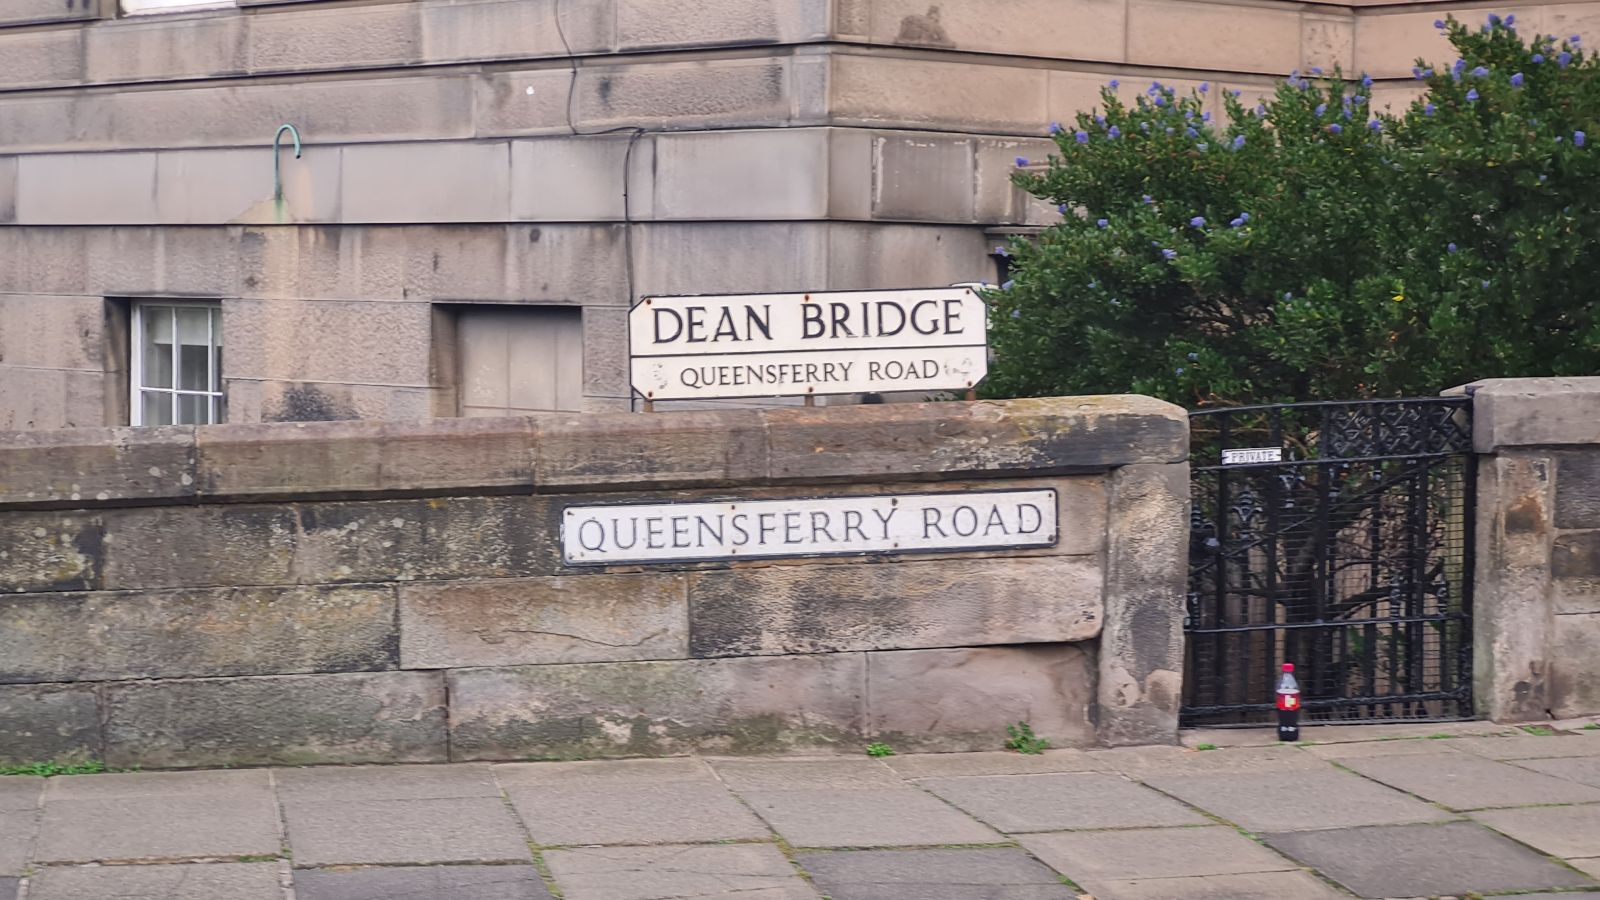 DEAN BRIDGE
QUEENSFERRY ROAD
PRIVATE
QUEENSFERRY ROAD